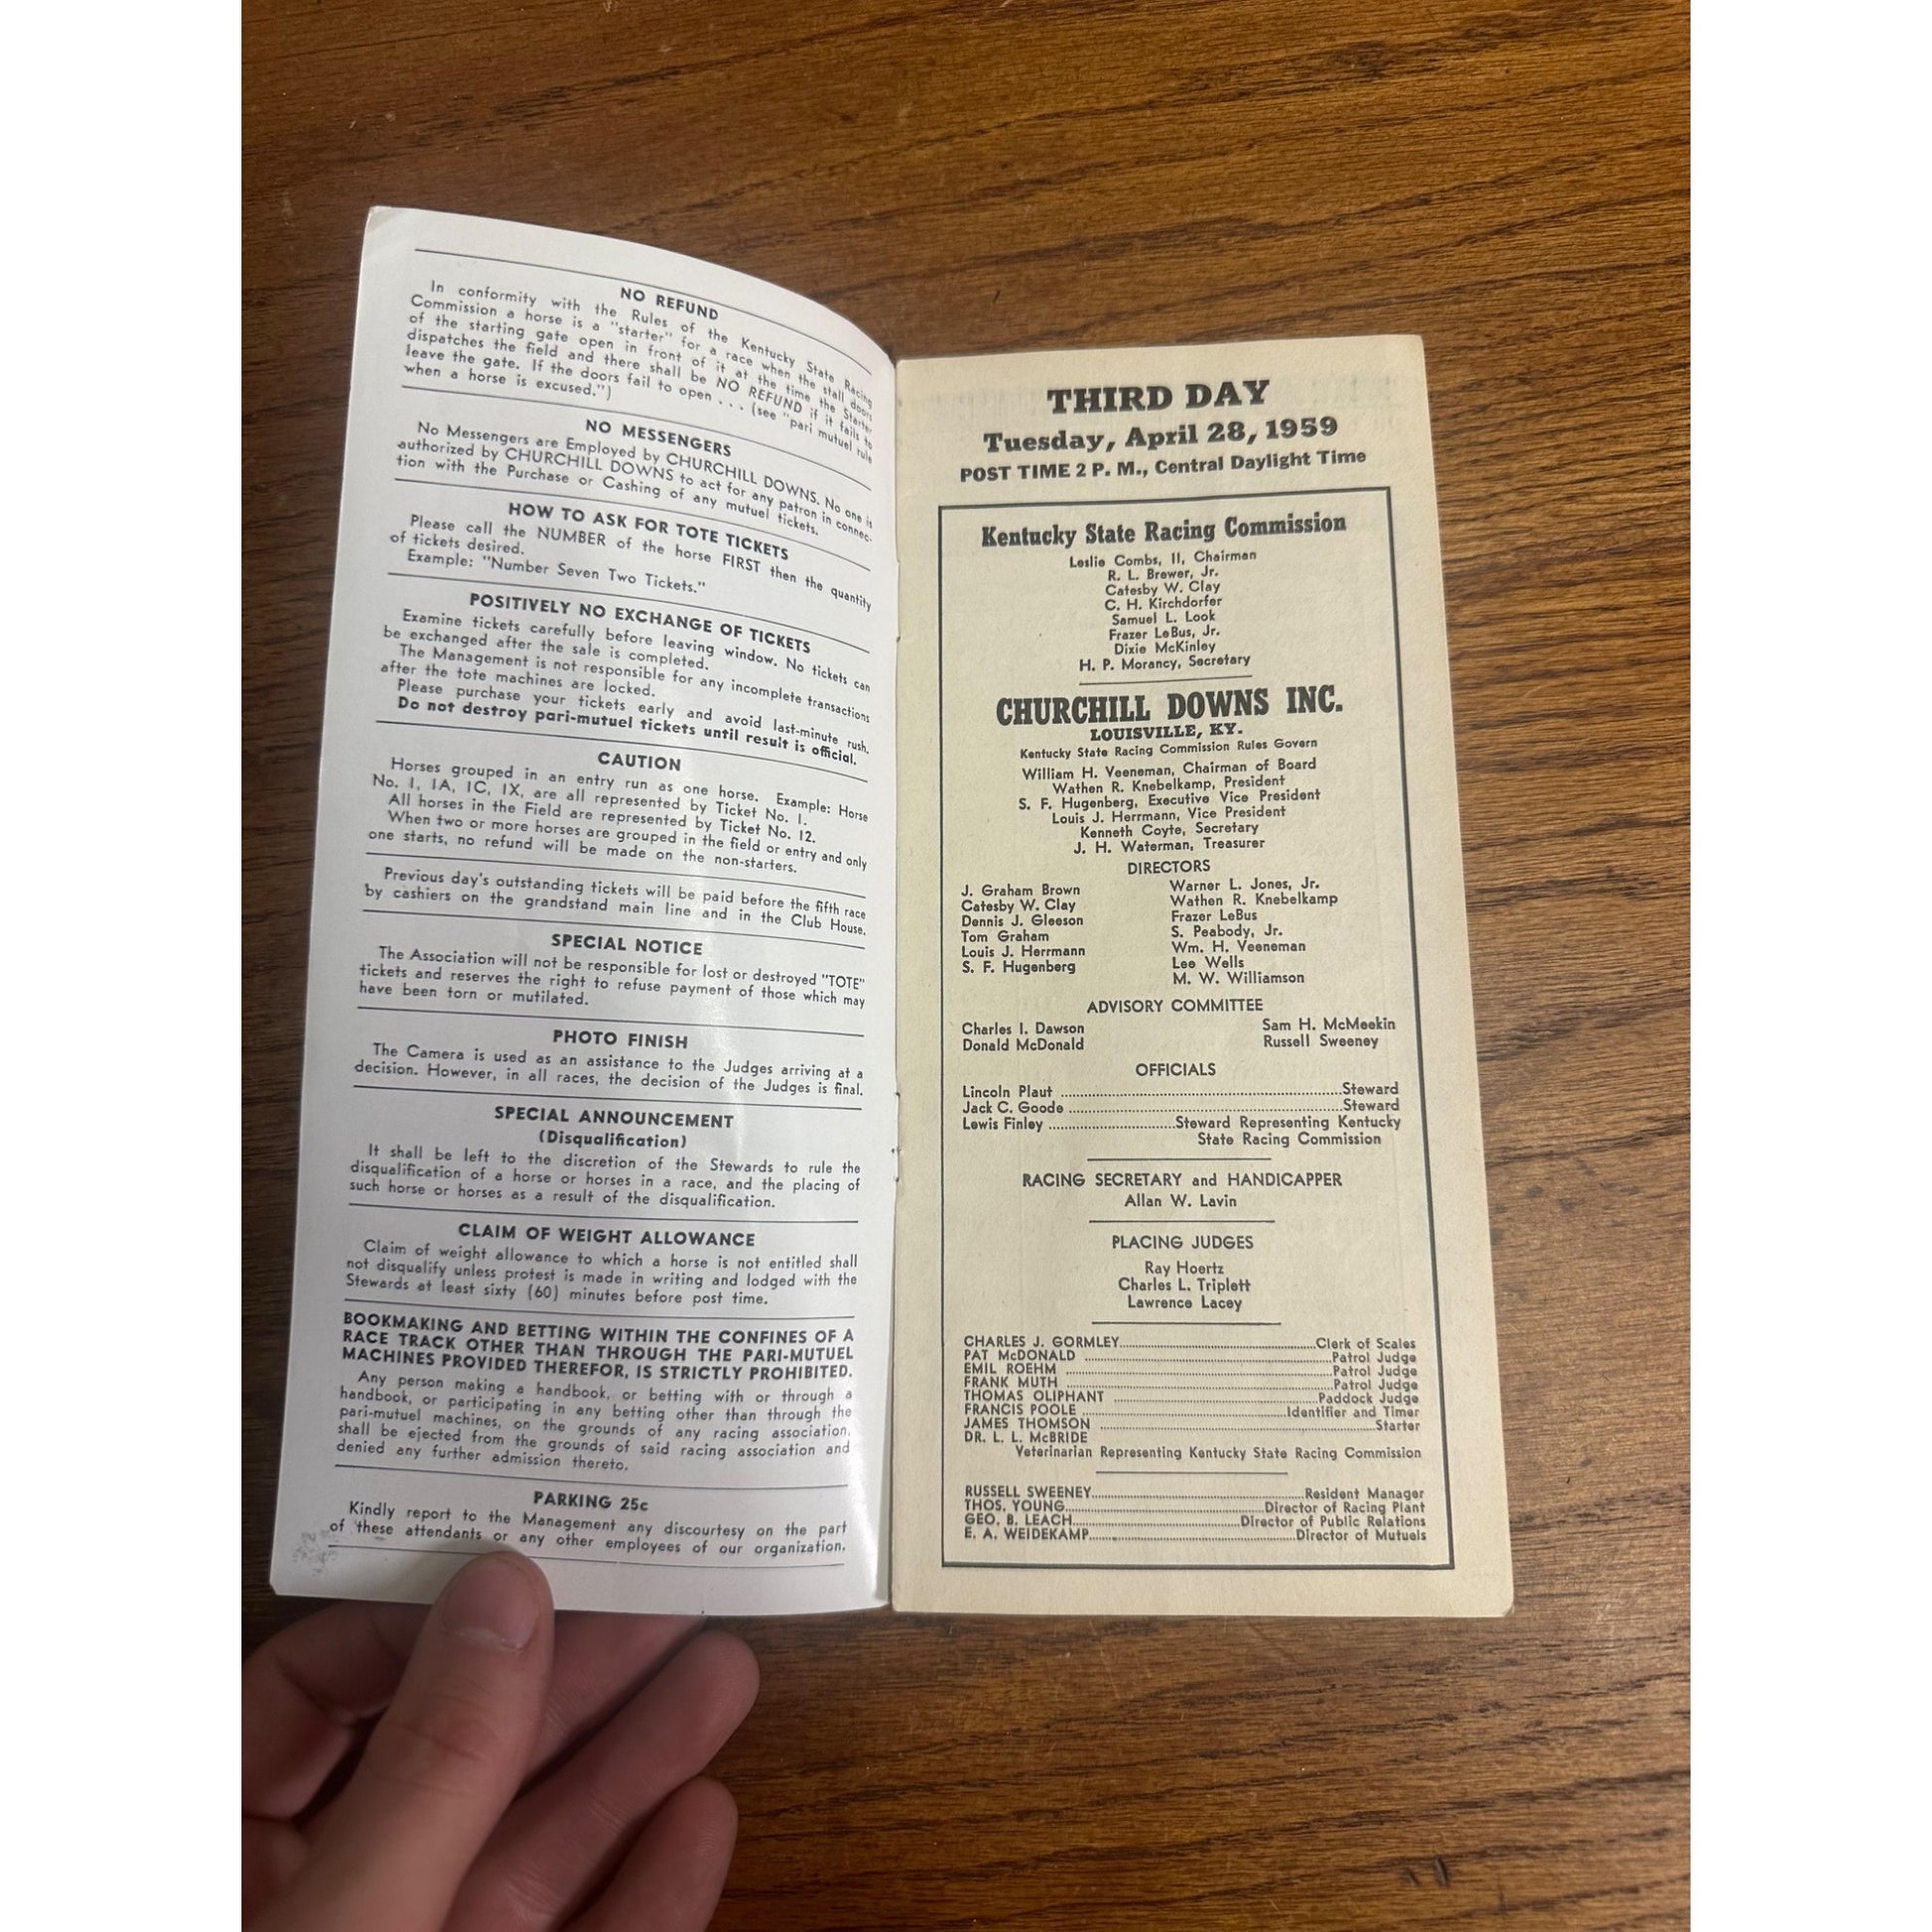 NO REFUND
In conformity with the Rules of the Kentucky State Racing
Commission a horse is a "starter" for a race when the stall doors
of the starting gate open in front of it at the time the Starter
dispatches the field and there shall be NO REFUND if it fails to
leave the gate. If the doors fail to open . . . (see "pari mutuel rule
when a horse is excused.")
NO MESSENGERS
No Messengers are Employed by CHURCHILL DOWNS. No one is
authorized by CHURCHILL DOWNS to act for any patron in connec-
tion with the Purchase or Cashing of any mutuel tickets.
HOW TO ASK FOR TOTE TICKETS
Please call the NUMBER of the horse FIRST then the quantity
of tickets desired.
Example: "Number Seven Two Tickets."
POSITIVELY NO EXCHANGE OF TICKETS
Examine tickets carefully before leaving window. No tickets can
be exchanged after the sale is completed.
The Management is not responsible for any incomplete transactions
after the tote machines are locked.
Please purchase your tickets early and avoid last-minute rush.
Do not destroy pari-mutuel tickets until result is official.
CAUTION
Horses grouped in an entry run as one horse. Example: Horse
No. 1, 1A, 1C, 1X, are all represented by Ticket No. 1.
All horses in the Field are represented by Ticket No. 12.
When two or more horses are grouped in the field or entry and only
one starts, no refund will be made on the non-starters.
Previous day's outstanding tickets will be paid before the fifth race
by cashiers on the grandstand main line and in the Club House.
SPECIAL NOTICE
The Association will not be responsible for lost or destroyed "TOTE"
tickets and reserves the right to refuse payment of those which may
have been torn or mutilated.
PHOTO FINISH
The Camera is used as an assistance to the Judges arriving at a
decision. However, in all races, the decision of the Judges is final.
SPECIAL ANNOUNCEMENT
(Disqualification)
It shall be left to the discretion of the Stewards to rule the
disqualification of a horse or horses in a race, and the placing of
such horse or horses as a result of the disqualification.
CLAIM OF WEIGHT ALLOWANCE
Claim of weight allowance to which a horse is not entitled shall
not disqualify unless protest is made in writing and lodged with the
Stewards at least sixty (60) minutes before post time.
BOOKMAKING AND BETTING WITHIN THE CONFINES OF A
RACE TRACK OTHER THAN THROUGH THE PARI-MUTUEL
MACHINES PROVIDED THEREFOR, IS STRICTLY PROHIBITED.
Any person making a handbook, or betting with or through a
handbook, or participating in any betting other than through the
pari-mutuel machines, on the grounds of any racing association,
shall be ejected from the grounds of said racing association and
denied any further admission thereto.
PARKING 25c
Kindly report to the Management any discourtesy on the part
of these attendants or any other employees of our organization.
THIRD DAY
Tuesday, April 28, 1959
POST TIME 2 P. M., Central Daylight Time
Kentucky State Racing Commission
Leslie Combs, II, Chairman
R. L. Brewer, Jr.
Catesby W. Clay
C. H. Kirchdorfer
Samuel L. Look
Frazer LeBus, Jr.
Dixie McKinley
H. P. Morancy, Secretary
CHURCHILL DOWNS INC.
LOUISVILLE, KY.
Kentucky State Racing Commission Rules Govern
William H. Veeneman, Chairman of Board
Wathen R. Knebelkamp, President
S. F. Hugenberg, Executive Vice President
Louis J. Herrmann, Vice President
Kenneth Coyte, Secretary
J. H. Waterman, Treasurer
DIRECTORS
J. Graham Brown
Catesby W. Clay
Dennis J. Gleeson
Tom Graham
Louis J. Herrmann
S. F. Hugenberg
Warner L. Jones, Jr.
Wathen R. Knebelkamp
Frazer LeBus
S. Peabody, Jr.
Wm. H. Veeneman
Lee Wells
M. W. Williamson
ADVISORY COMMITTEE
Charles I. Dawson
Donald McDonald
Sam H. McMeekin
Russell Sweeney
OFFICIALS
Lincoln Plaut ........ Steward
Jack C. Goode ........ Steward
Lewis Finley ........ Steward Representing Kentucky
State Racing Commission
RACING SECRETARY and HANDICAPPER
Allan W. Lavin
PLACING JUDGES
Ray Hoertz
Charles L. Triplett
Lawrence Lacey
CHARLES J. GORMLEY ........ Clerk of Scales
PAT McDONALD ........ Patrol Judge
EMIL ROEHM ........ Patrol Judge
FRANK MUTH ........ Patrol Judge
THOMAS OLIPHANT ........ Paddock Judge
FRANCIS POOLE ........ Identifier and Timer
JAMES THOMSON ........ Starter
DR. L. L. McBRIDE
Veterinarian Representing Kentucky State Racing Commission
RUSSELL SWEENEY ........ Resident Manager
THOS. YOUNG ........ Director of Racing Plant
GEO. B. LEACH ........ Director of Public Relations
E. A. WEIDEKAMP ........ Director of Mutuels